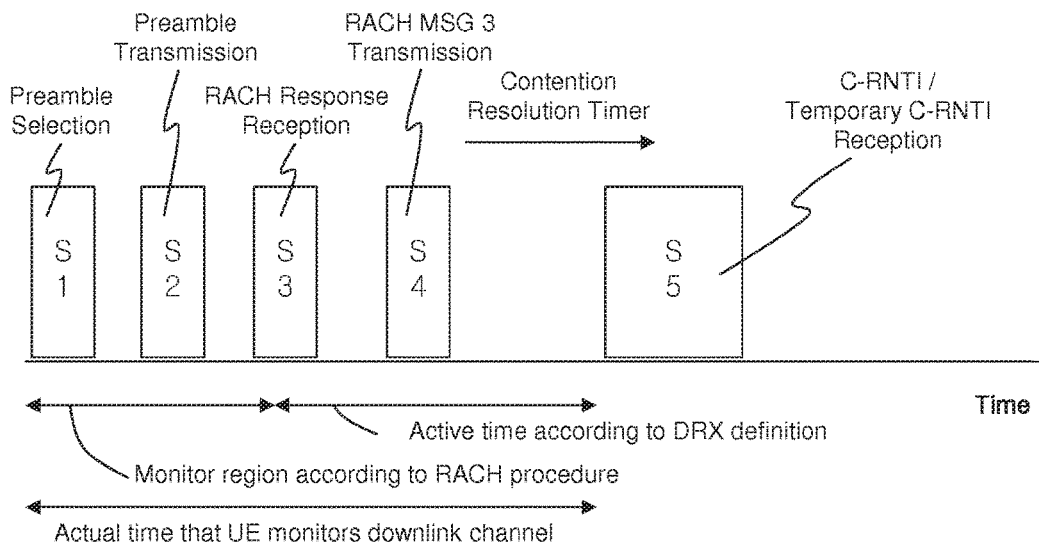 Preamble
Transmission
RACH MSG 3
Transmission
Preamble
Selection
RACH Response
Reception
Contention
Resolution Timer
C-RNTI /
Temporary C-RNTI
Reception
S
1
S
2
S
3
S
4
S
5
Time
Active time according to DRX definition
Monitor region according to RACH procedure
Actual time that UE monitors downlink channel